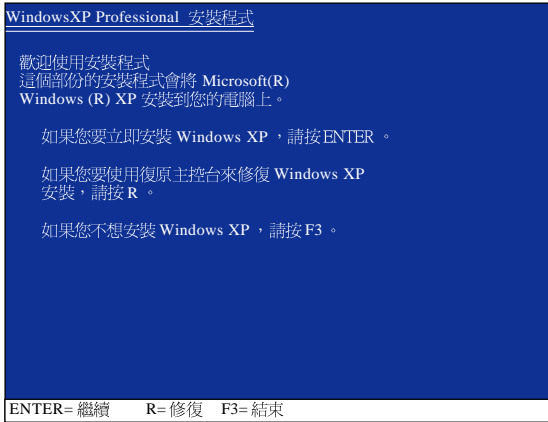 WindowsXP Professional 安裝程式
歡迎使用安裝程式
這個部份的安裝程式會將 Microsoft(R)
Windows (R) XP 安裝到您的電腦上。
如果您要立即安裝 Windows XP ，請按ENTER 。
如果您要使用復原主控台來修復 Windows XP
安裝，請按 R 。
如果您不想安裝 Windows XP ，請按 F3 。
ENTER= 繼續 R= 修復 F3= 結束